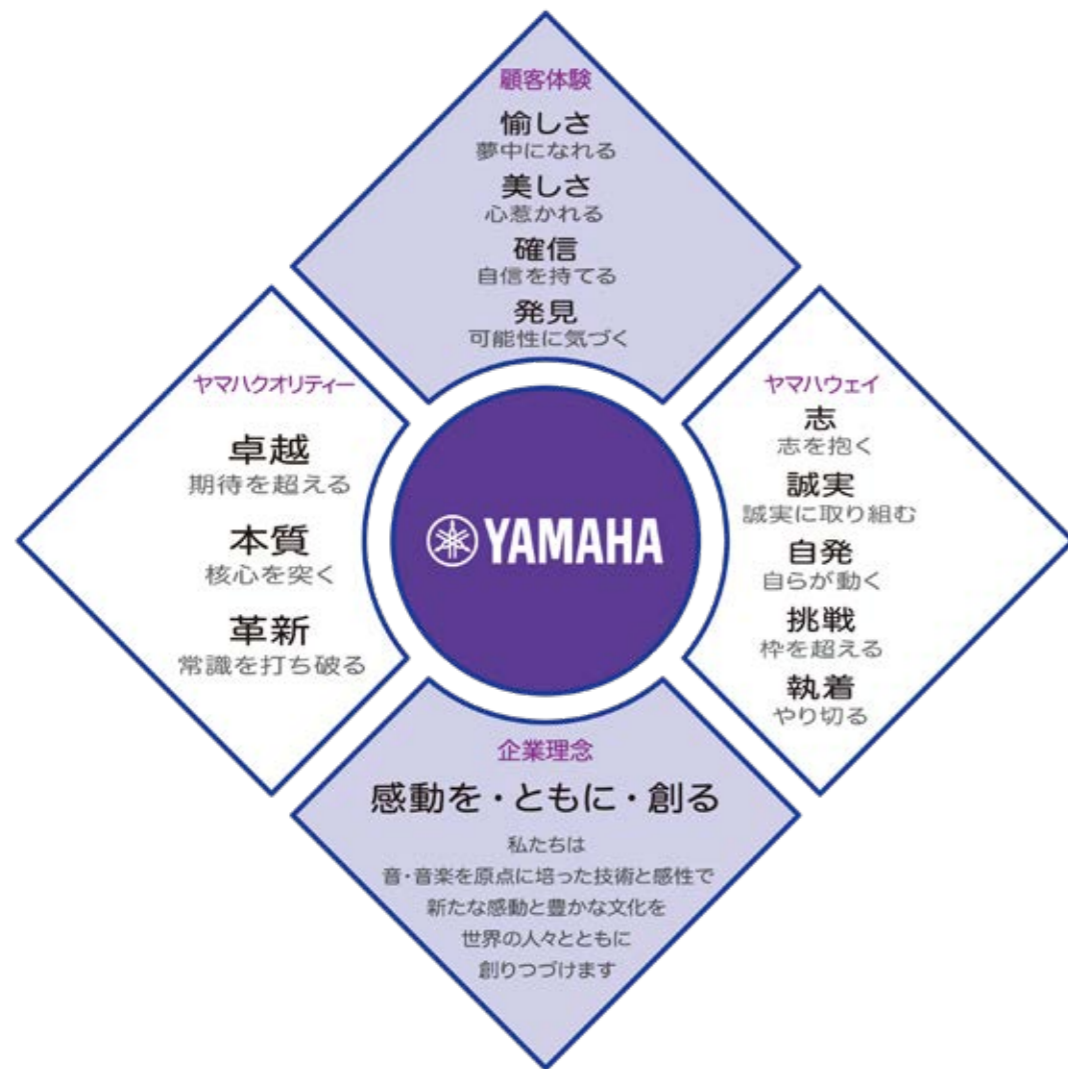 顧客体験
愉しさ
夢中になれる
美しさ
心惹かれる
確信
自信を持てる
発見
可能性に気づく
ヤマハクオリティー
卓越
期待を超える
本質
核心を突く
革新
常識を打ち破る
YAMAHA
ヤマハウェイ
志
志を抱く
誠実
誠実に取り組む
自発
自らが動く
挑戦
枠を超える
執着
やり切る
企業理念
感動を・ともに・創る
私たちは
音・音楽を原点に培った技術と感性で
新たな感動と豊かな文化を
世界の人々とともに
創りつづけます